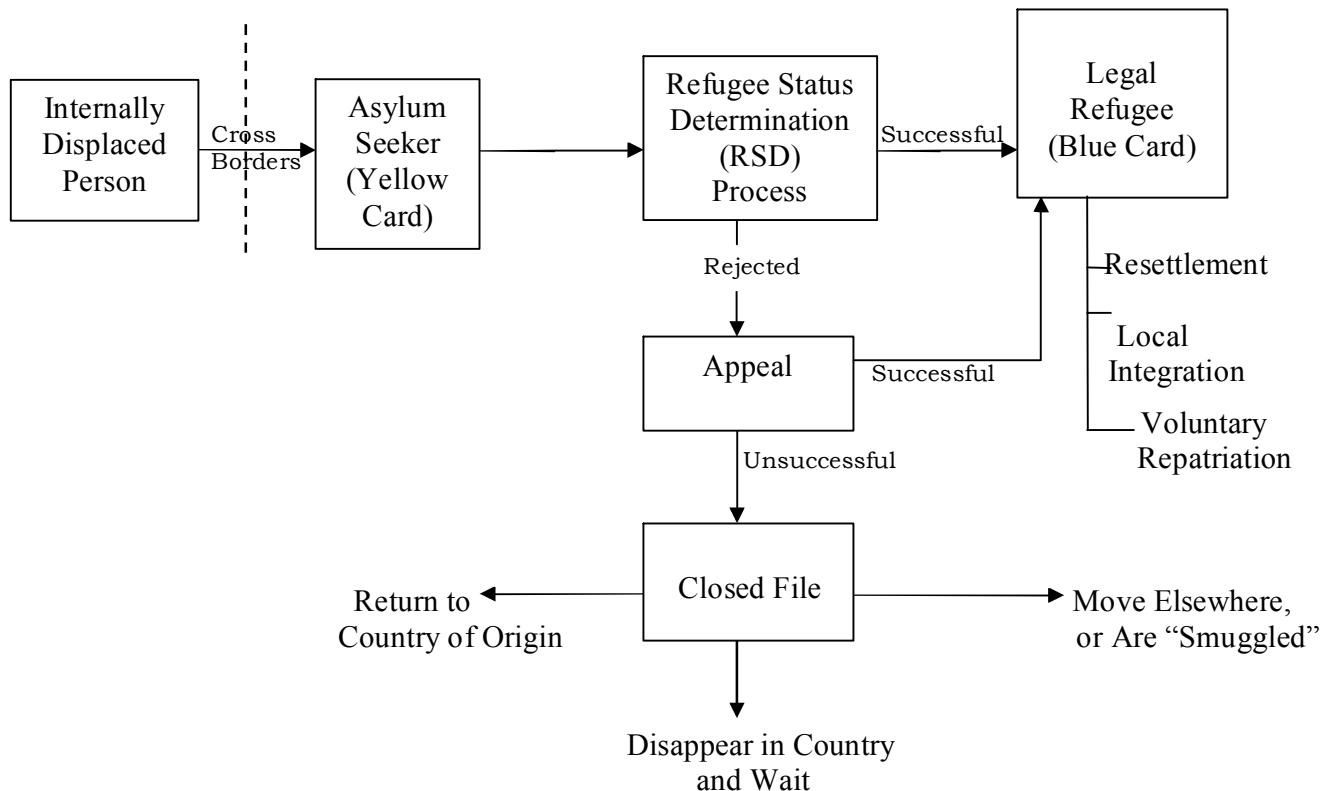 Internally
Displaced
Person
Cross
Borders
Asylum
Seeker
(Yellow
Card)
Refugee Status
Determination
(RSD)
Process
Successful
Legal
Refugee
(Blue Card)
Resettlement
Local
Integration
Voluntary
Repatriation
Rejected
Appeal
Successful
Unsuccessful
Closed File
Return to
Country of Origin
Move Elsewhere,
or Are “Smuggled”
Disappear in Country
and Wait